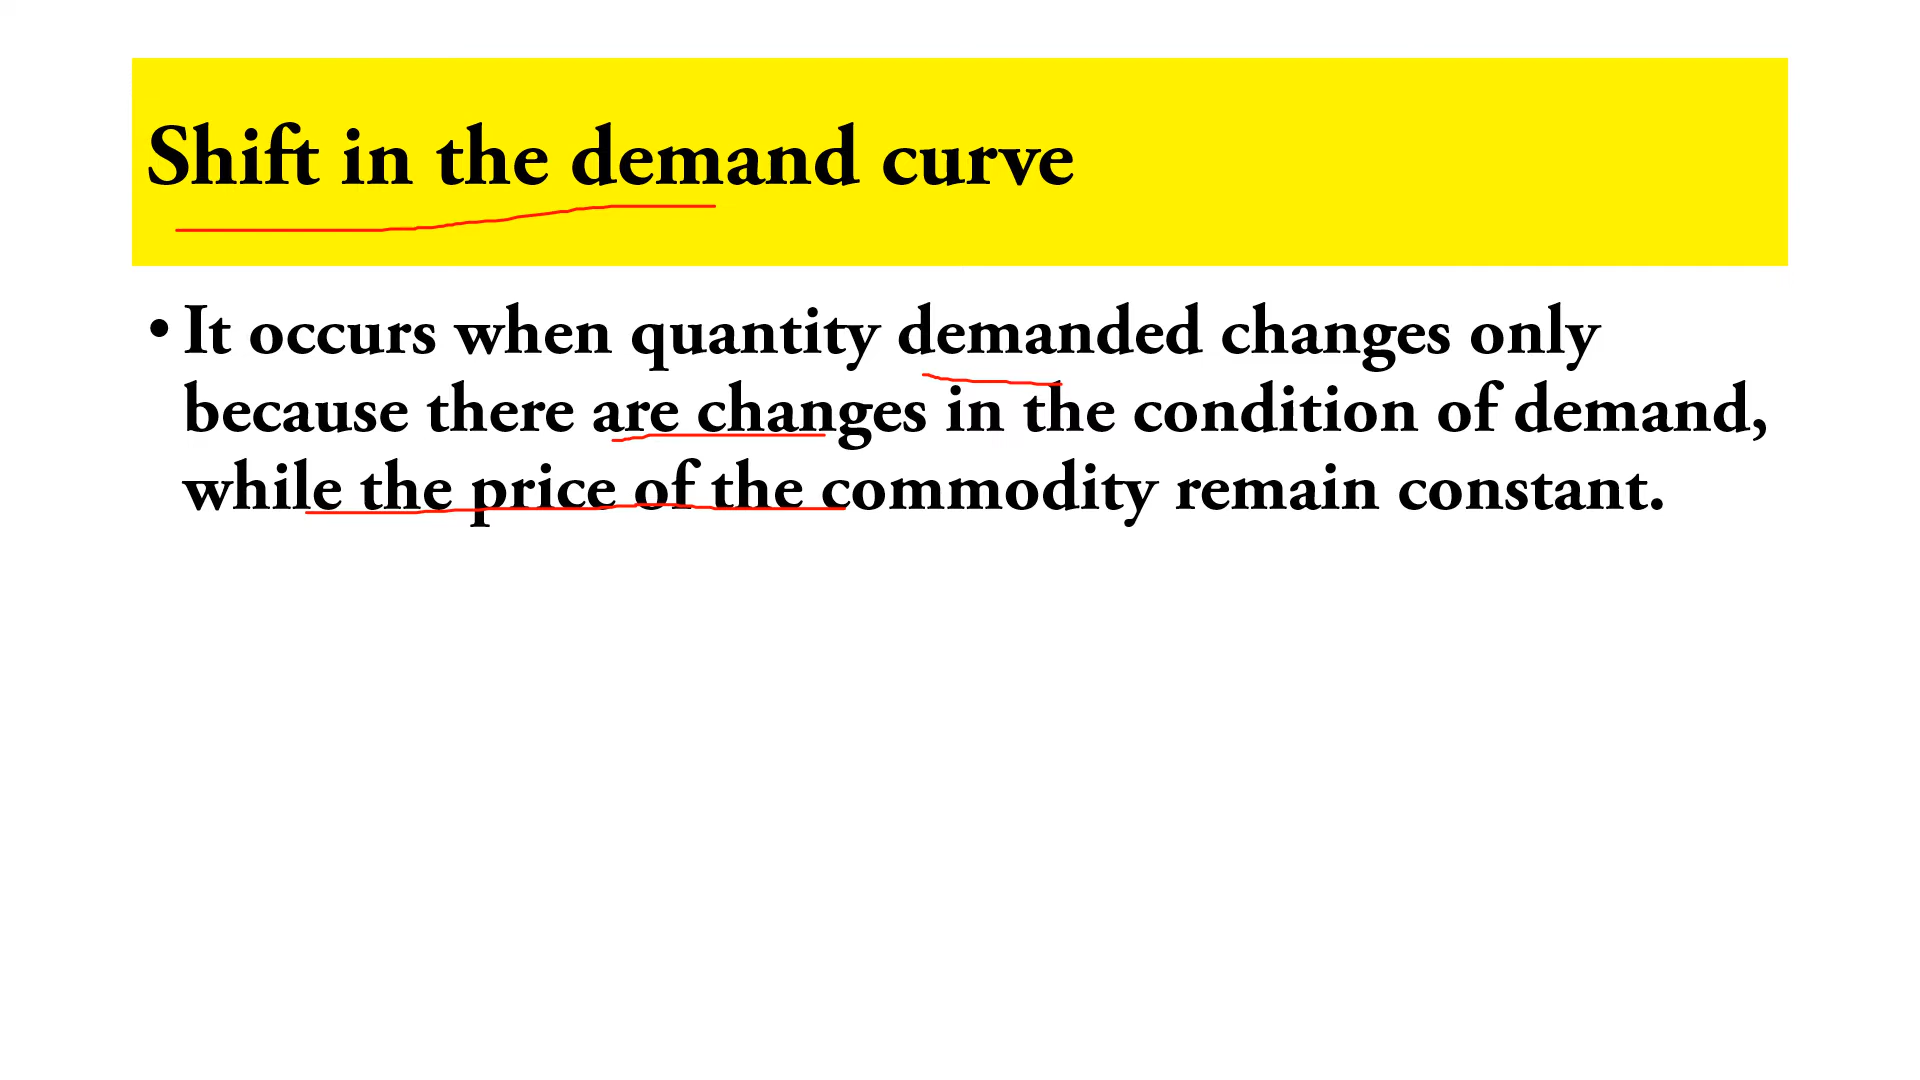 Shift in the demand curve
• It occurs when quantity demanded changes only
because there are changes in the condition of demand,
while the price of the commodity remain constant.